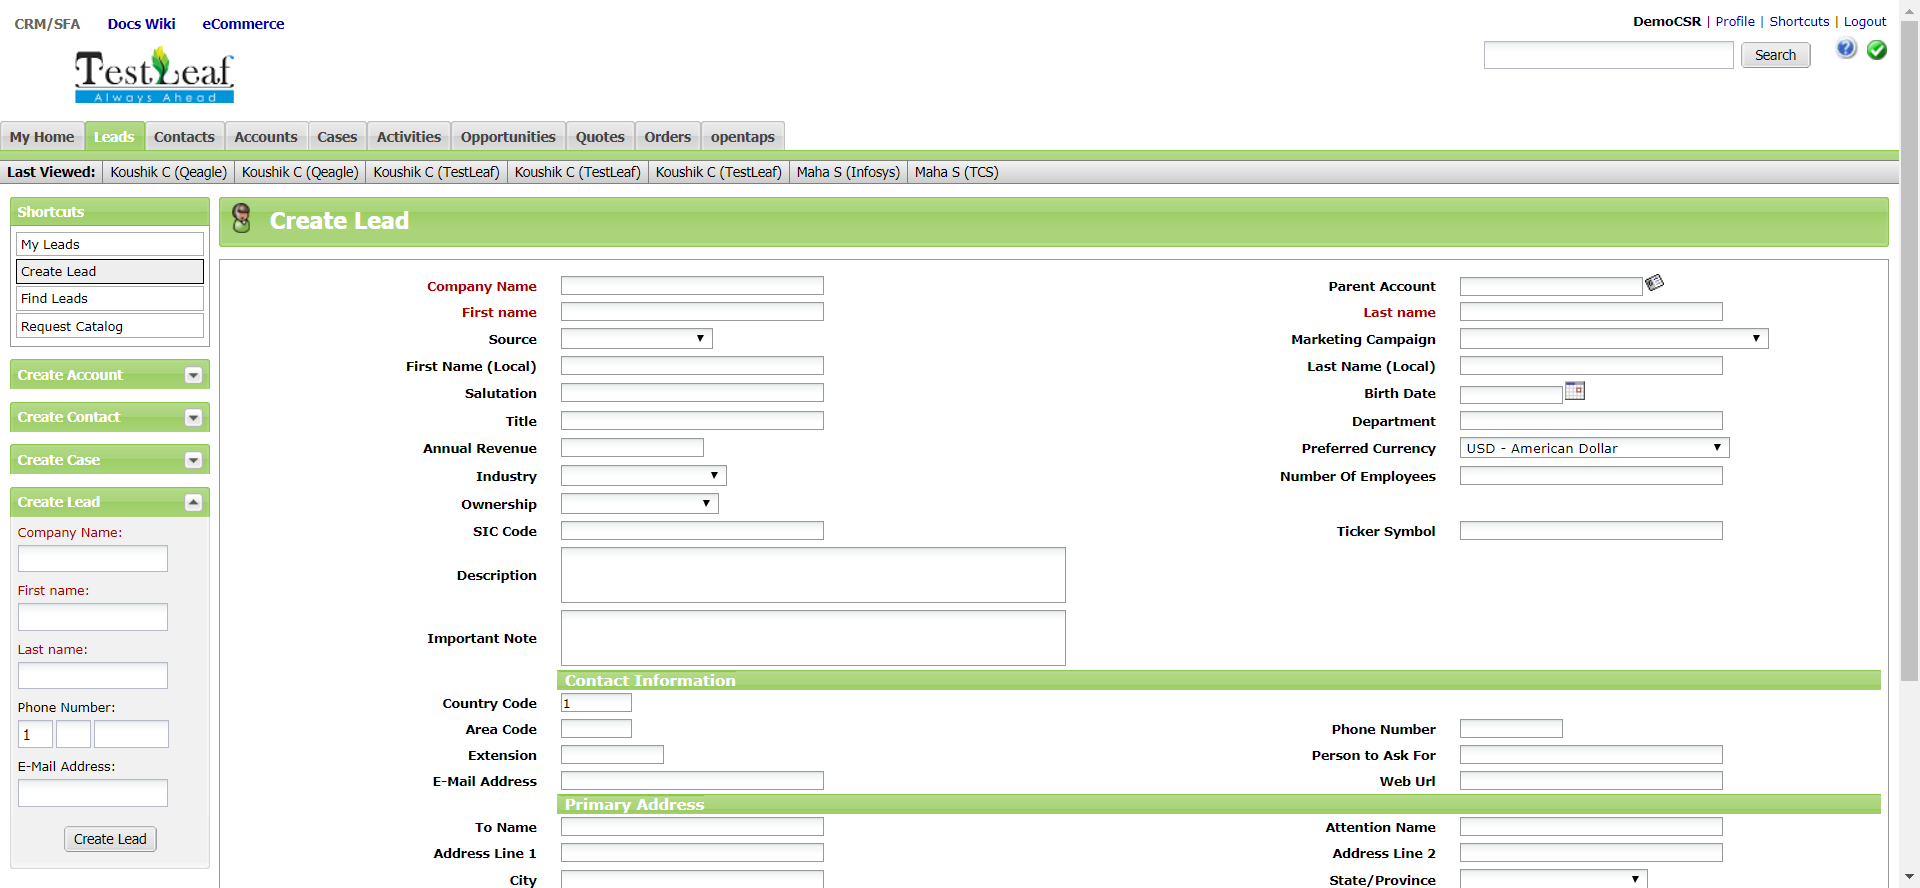 CRM/SFA Docs Wiki eCommerce
DemoCSR | Profile | Shortcuts | Logout
Search
TestLeaf
Always Ahead
My Home Leads Contacts Accounts Cases Activities Opportunities Quotes Orders opentaps
Last Viewed: Koushik C (Qeagle) Koushik C (Qeagle) Koushik C (TestLeaf) Koushik C (TestLeaf) Koushik C (TestLeaf) Maha S (Infosys) Maha S (TCS)
Shortcuts
My Leads
Create Lead
Find Leads
Request Catalog
Create Account
Create Contact
Create Case
Create Lead
Company Name:
First name:
Last name:
Phone Number:
1
E-Mail Address:
Create Lead
Create Lead
Company Name Parent Account
First name Last name
Source Marketing Campaign
First Name (Local) Last Name (Local)
Salutation Birth Date
Title Department
Annual Revenue Preferred Currency USD - American Dollar
Industry Number Of Employees
Ownership
SIC Code Ticker Symbol
Description
Important Note
Contact Information
Country Code 1
Area Code Phone Number
Extension Person to Ask For
E-Mail Address Web Url
Primary Address
To Name Attention Name
Address Line 1 Address Line 2
City State/Province